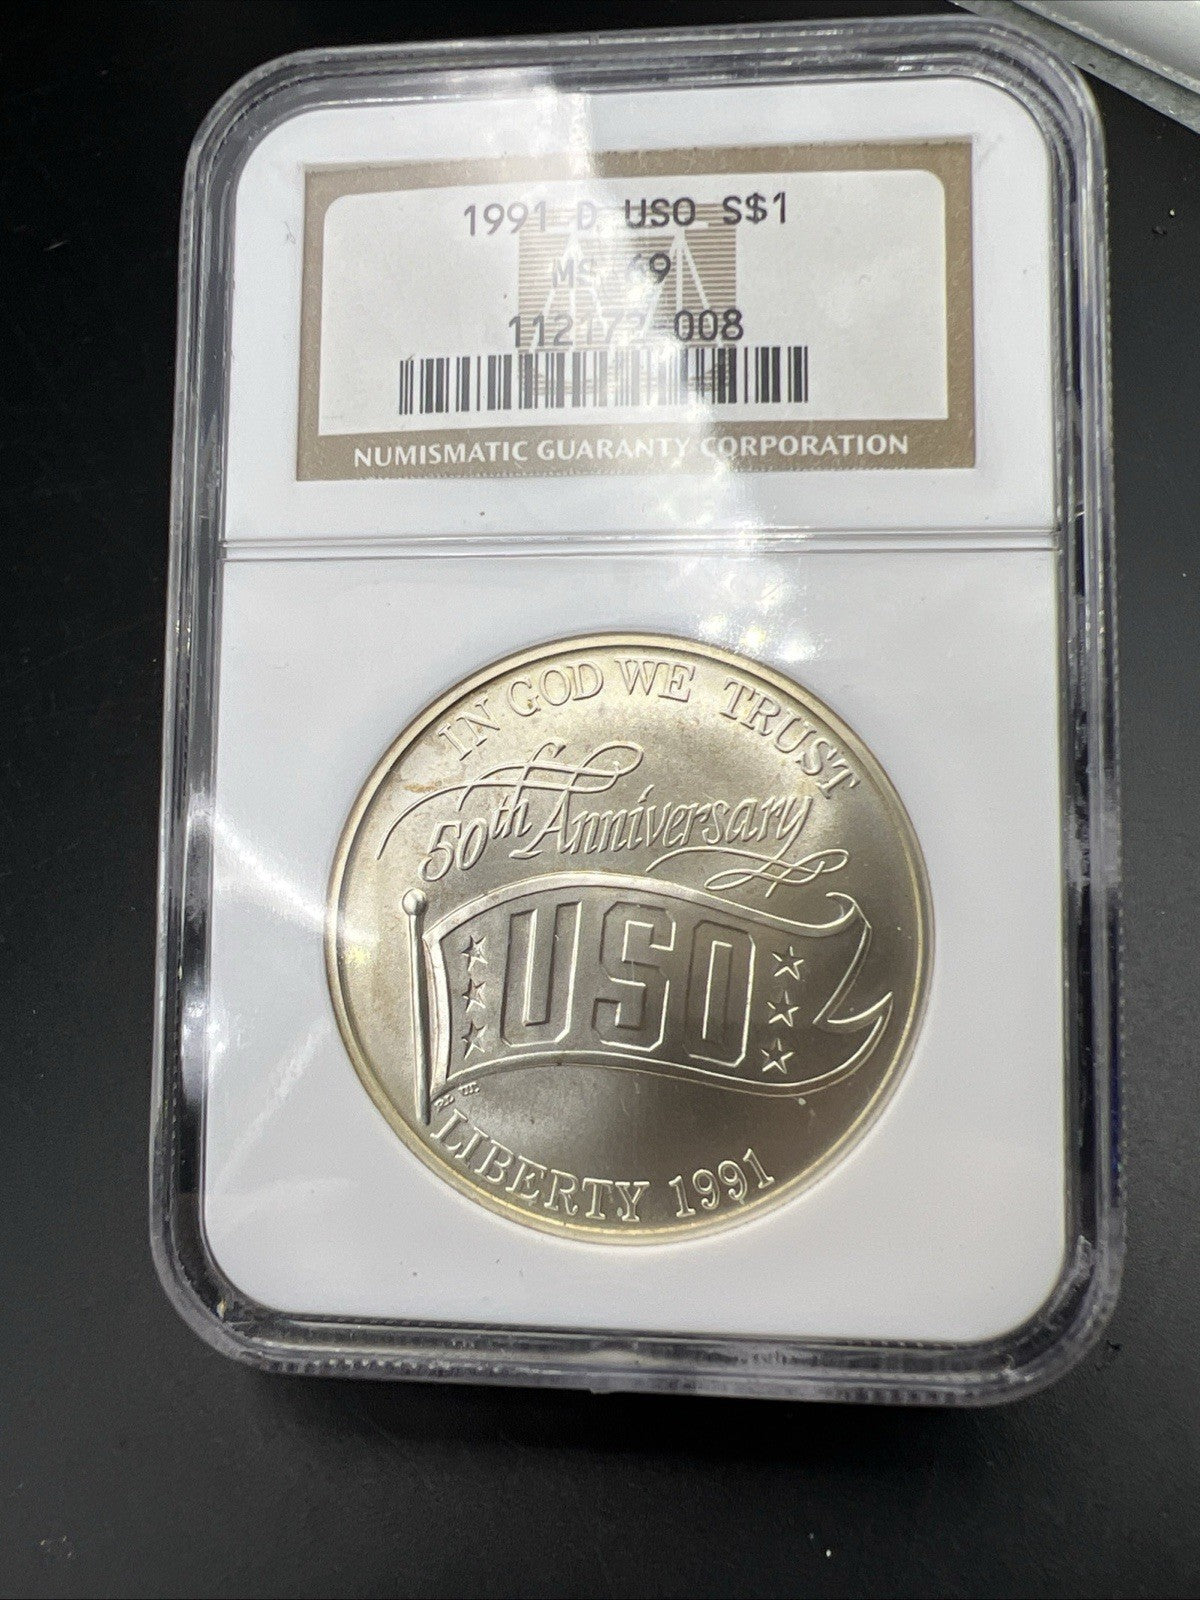 1991 D USO S$1
MS 69
112172-008
NUMISMATIC GUARANTY CORPORATION
IN GOD WE TRUST
50th Anniversary
USO
LIBERTY 1991